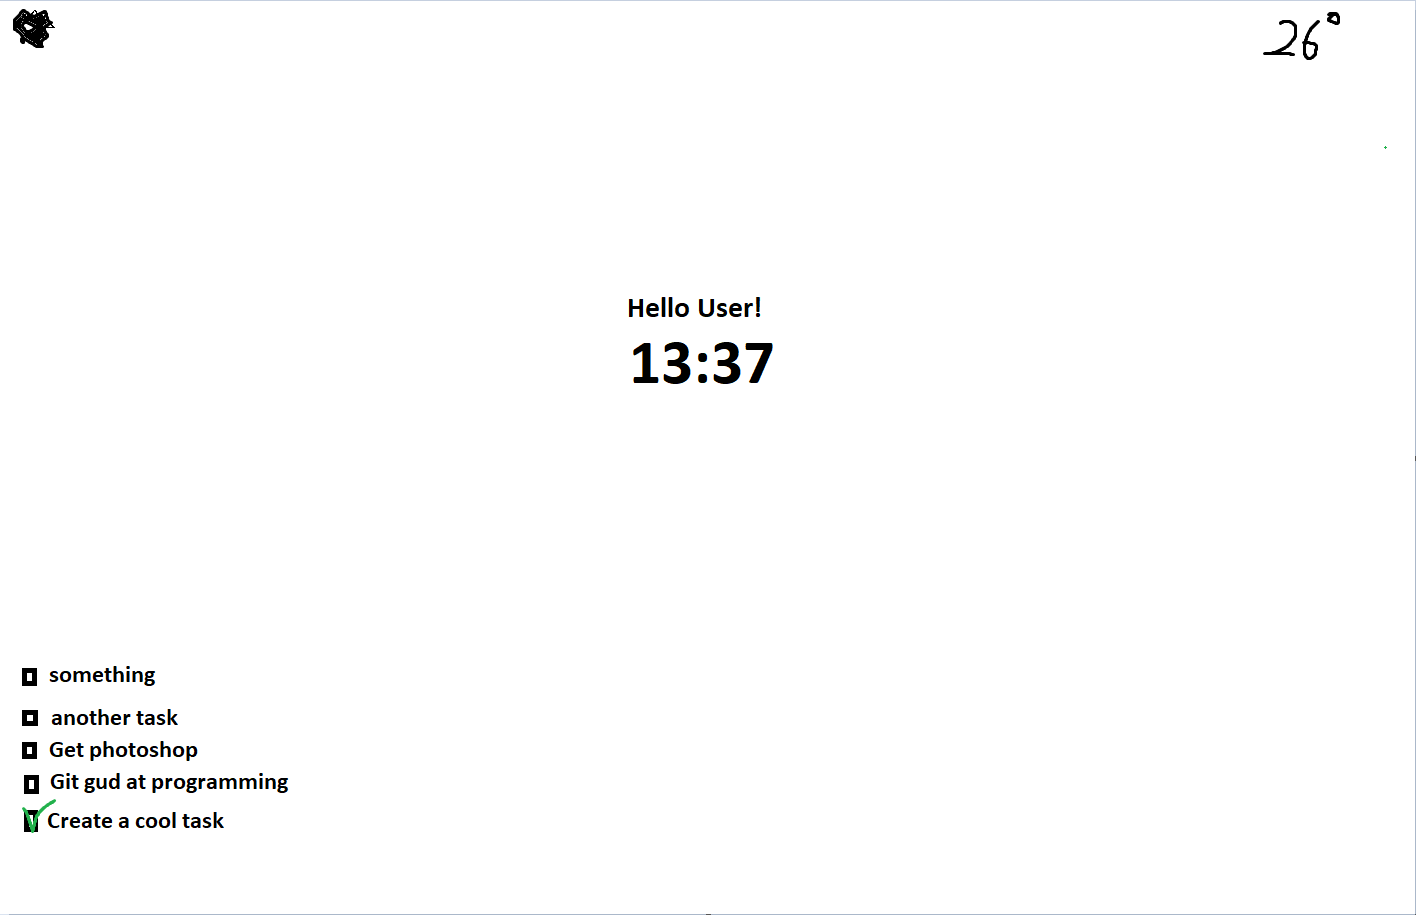 26°
Hello User!
13:37
something
another task
Get photoshop
Git gud at programming
Create a cool task